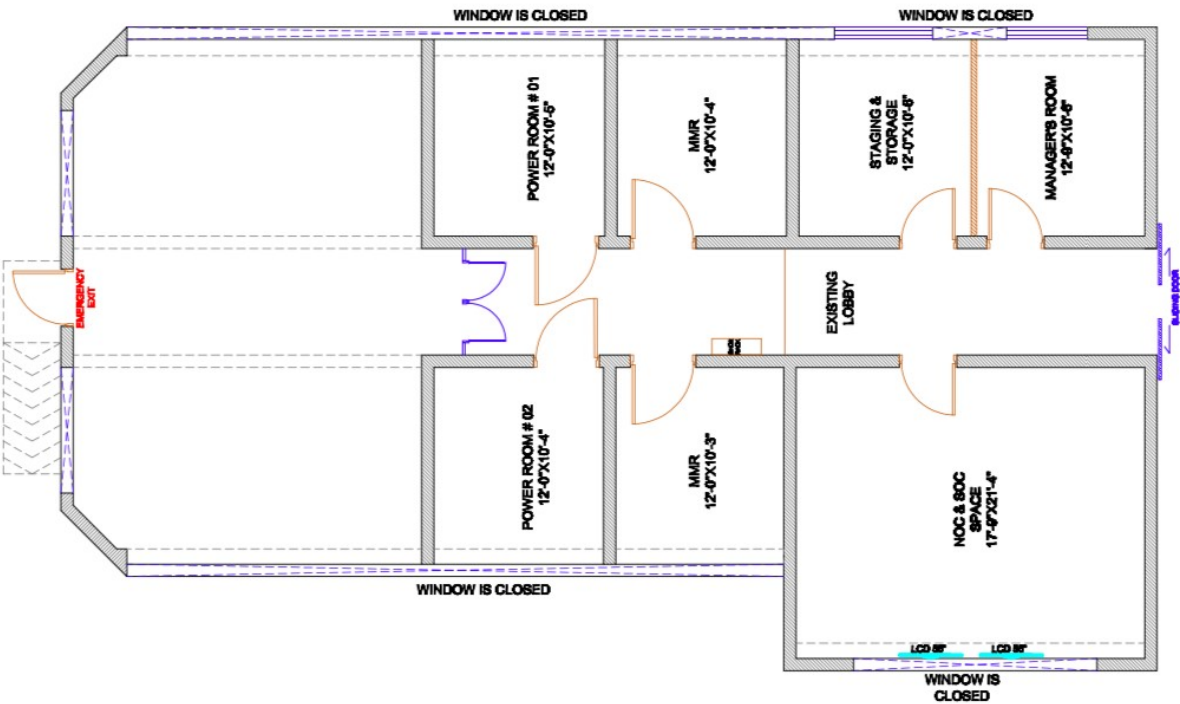 WINDOW IS CLOSED
WINDOW IS CLOSED
POWER ROOM # 01
12'-0"X10'-5"
MMR
12'-0"X10'-4"
STAGING &
STORAGE
12'-0"X10'-6"
MANAGER'S ROOM
12'-9"X10'-6"
EMERGENCY
EXIT
EXISTING
LOBBY
SLIDING DOOR
POWER ROOM # 02
12'-0"X10'-4"
MMR
12'-0"X10'-3"
NOC & SOC
SPACE
17'-9"X21'-4"
WINDOW IS CLOSED
LCD 55"
LCD 55"
WINDOW IS
CLOSED